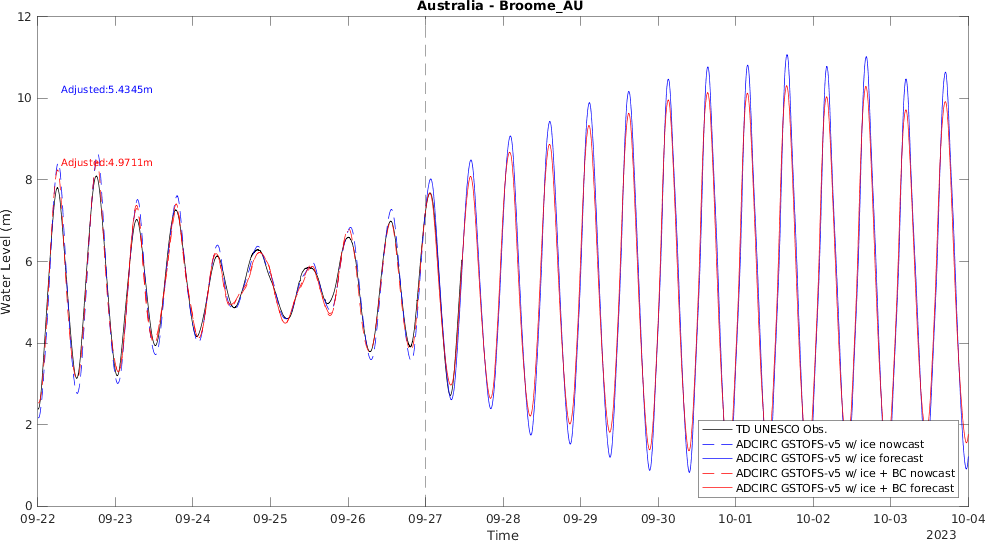 Australia - Broome_AU
12
10
8
6
4
2
0
Water Level (m)
Adjusted:5.4345m
Adjusted:4.9711m
TD UNESCO Obs.
ADCIRC GSTOFS-v5 w/ ice nowcast
ADCIRC GSTOFS-v5 w/ ice forecast
ADCIRC GSTOFS-v5 w/ ice + BC nowcast
ADCIRC GSTOFS-v5 w/ ice + BC forecast
09-22 09-23 09-24 09-25 09-26 09-27 09-28 09-29 09-30 10-01 10-02 10-03 10-04
Time
2023